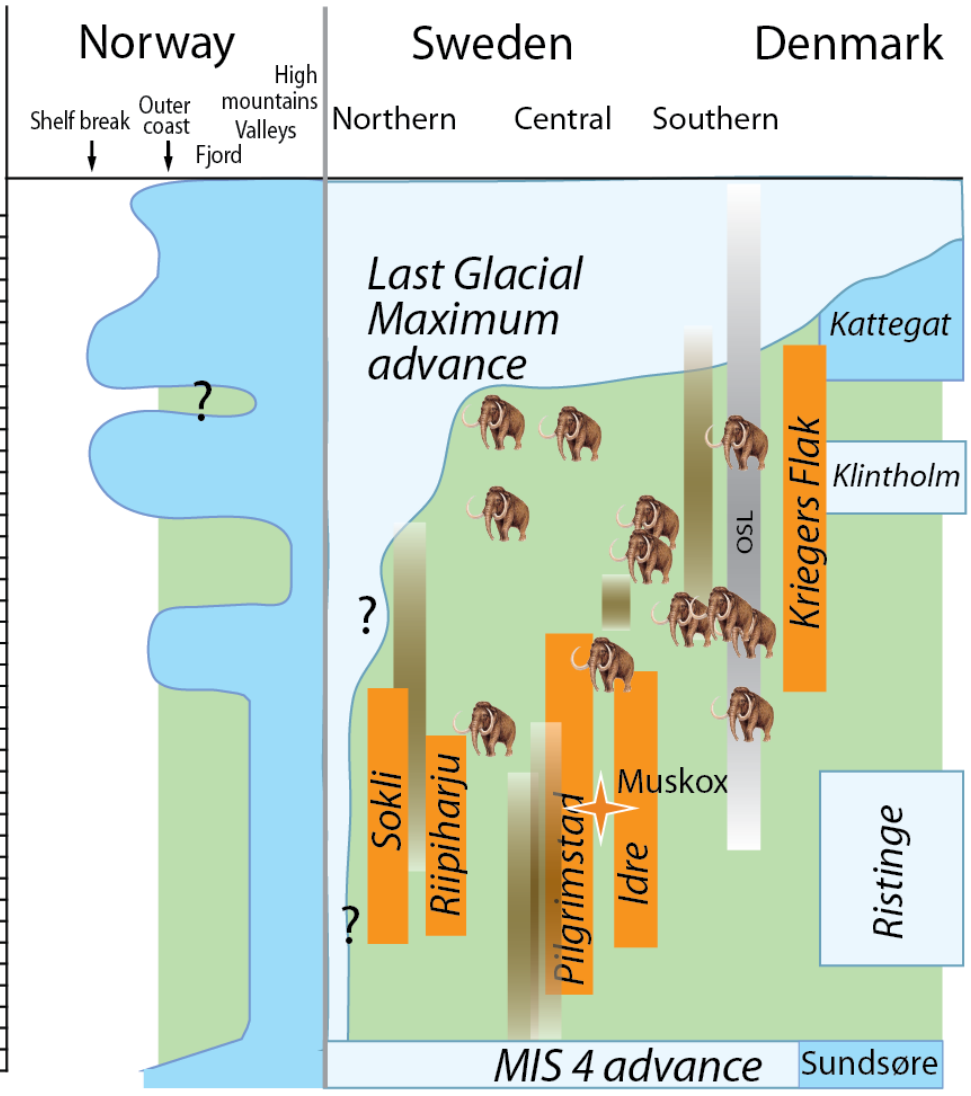 Norway
Sweden
Denmark
High
mountains
Valleys
Outer
coast
Shelf break
Fjord
Northern
Central
Southern
Last Glacial
Maximum
advance
Kattegat
?
Klintholm
Kriegers Flak
OSL
?
Muskox
Sokli
Riipiharju
Pilgrimstad
Idre
Ristinge
?
MIS 4 advance
Sundsøre